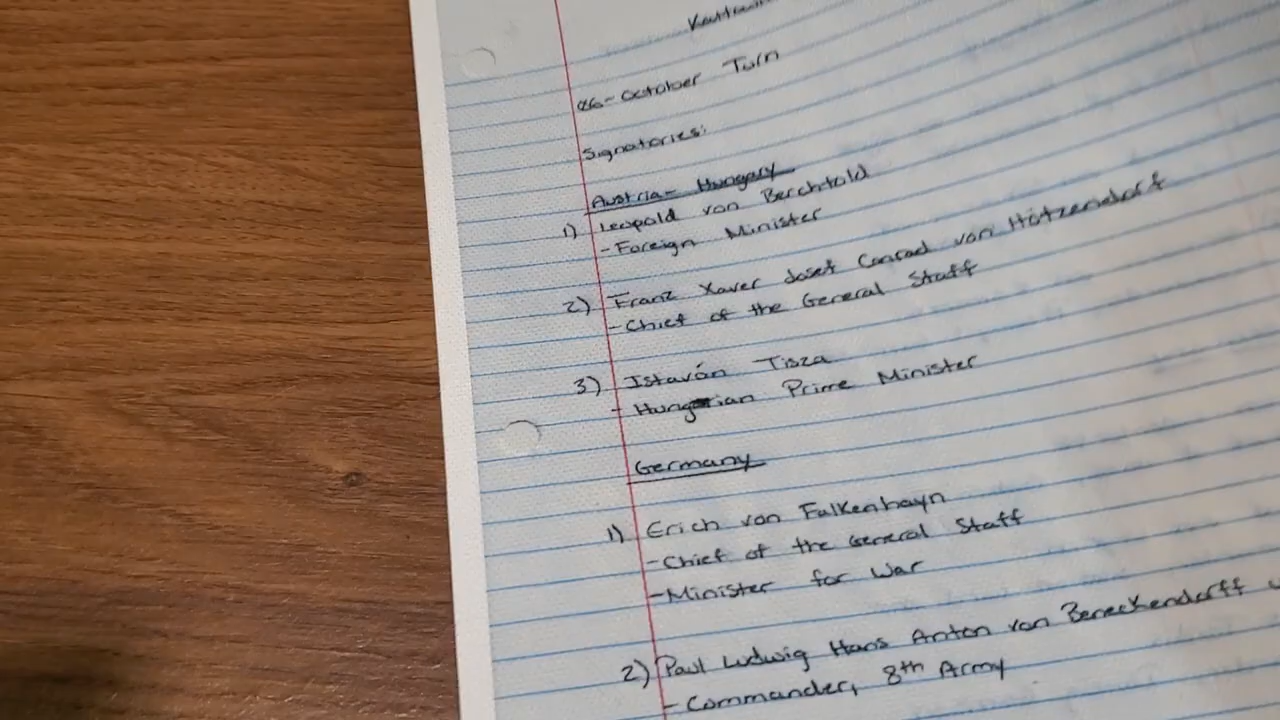 26-October Turn
Signatories:
Austria-Hungary
1) Leopold von Berchtold
-Foreign Minister
2) Franz Xaver Josef Conrad von Hötzendorf
-Chief of the General Staff
3) Istaván Tisza
- Hungarian Prime Minister
Germany
1) Erich von Falkenhayn
-Chief of the General Staff
-Minister for War
2) Paul Ludwig Hans Anton von Beneckendorff
- Commander, 8th Army